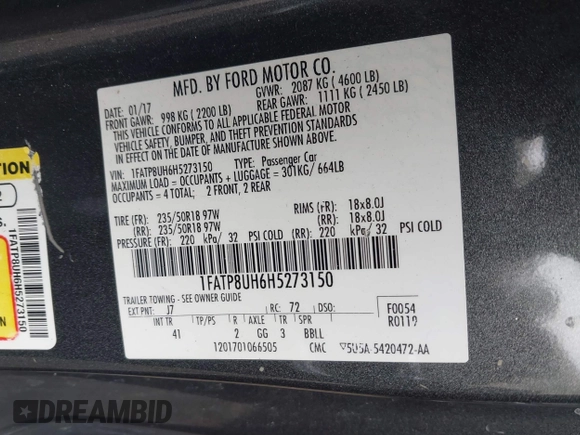 MFD. BY FORD MOTOR CO.
DATE: 01/17 GVWR: 2087 KG ( 4600 LB)
FRONT GAWR: 998 KG ( 2200 LB) REAR GAWR: 1111 KG ( 2450 LB)
THIS VEHICLE CONFORMS TO ALL APPLICABLE FEDERAL MOTOR
VEHICLE SAFETY, BUMPER, AND THEFT PREVENTION STANDARDS
IN EFFECT ON THE DATE OF MANUFACTURE SHOWN ABOVE.
VIN: 1FATP8UH6H5273150 TYPE: Passenger Car
MAXIMUM LOAD = OCCUPANTS + LUGGAGE = 301KG/ 664LB
OCCUPANTS = 4 TOTAL; 2 FRONT, 2 REAR
TIRE (FR): 235/50R18 97W RIMS (FR): 18x8.0J
(RR): 235/50R18 97W (RR): 18x8.0J
PRESSURE (FR): 220 kPa/ 32 PSI COLD (RR): 220 kPa/ 32 PSI COLD
1FATP8UH6H5273150
TRAILER TOWING - SEE OWNER GUIDE
EXT PNT: J7 RC: 72 DSO: F0054
INT TR TP/PS R AXLE TR SPR R0119
41 2 GG 3 BBLL
1201701066505 CMC 5U5A 5420472-AA
1FATP8UH6H5273150
DREAMBID